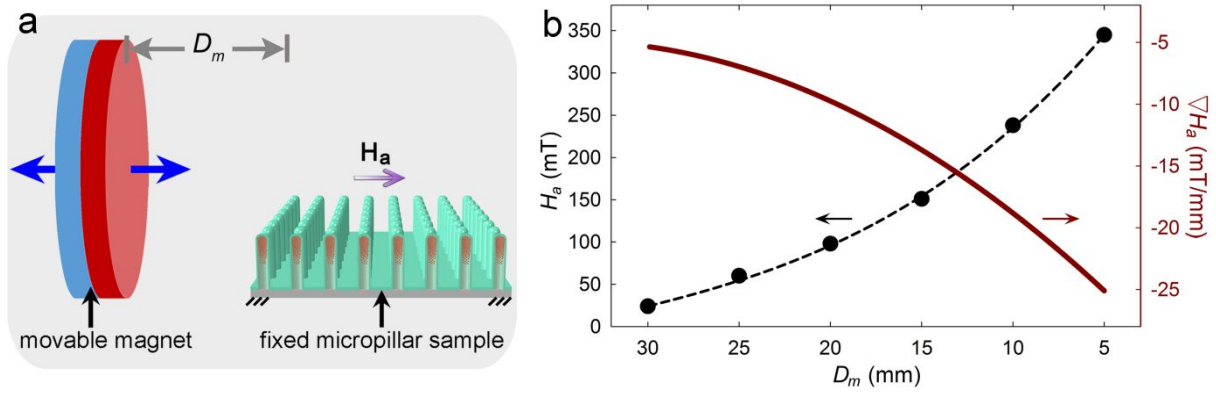 a
D_m
H_a
movable magnet
fixed micropillar sample
b
H_a (mT)
350
300
250
200
150
100
50
0
30
25
20
15
10
5
D_m (mm)
-5
-10
-15
-20
-25
▽H_a (mT/mm)